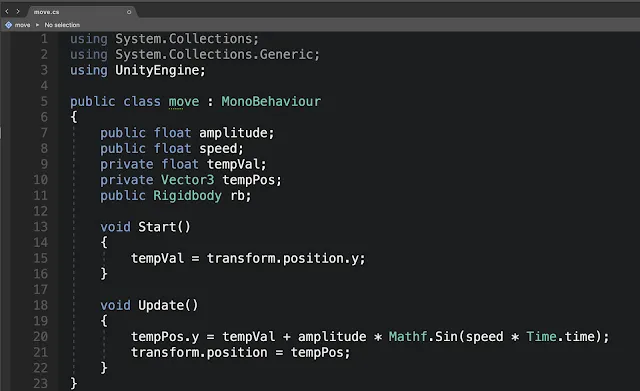 move.cs
move ▸ No selection
1 using System.Collections;
2 using System.Collections.Generic;
3 using UnityEngine;
4
5 public class move : MonoBehaviour
6 {
7     public float amplitude;
8     public float speed;
9     private float tempVal;
10     private Vector3 tempPos;
11     public Rigidbody rb;
12
13     void Start()
14     {
15         tempVal = transform.position.y;
16     }
17
18     void Update()
19     {
20         tempPos.y = tempVal + amplitude * Mathf.Sin(speed * Time.time);
21         transform.position = tempPos;
22     }
23 }